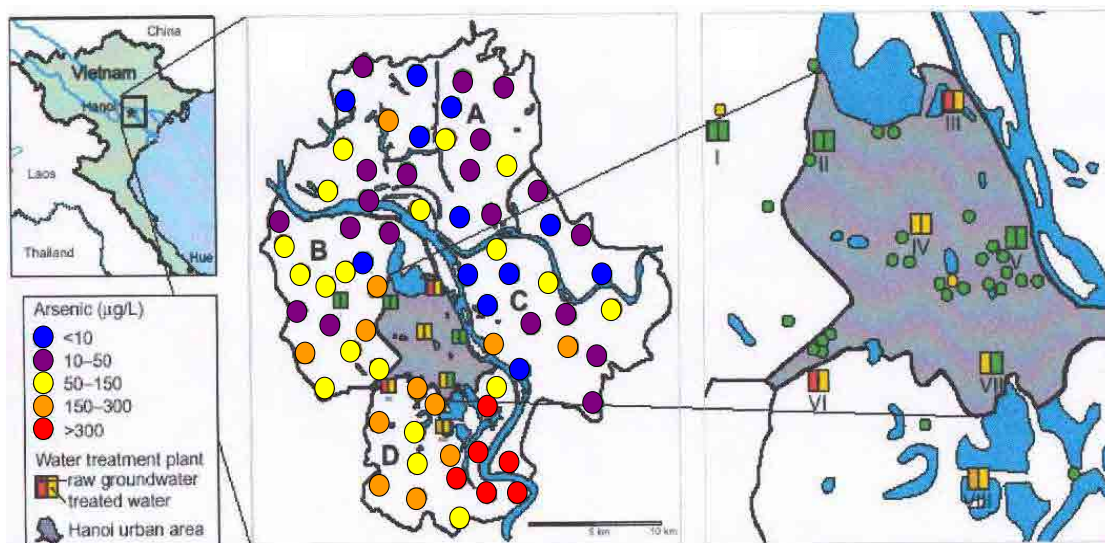 China
Vietnam
Hanoi
Laos
Thailand
Hue
Arsenic (µg/L)
<10
10–50
50–150
150–300
>300
Water treatment plant
raw groundwater
treated water
Hanoi urban area
A
B
C
D
5 km
10 km
I
II
III
IV
V
VI
VII
VIII